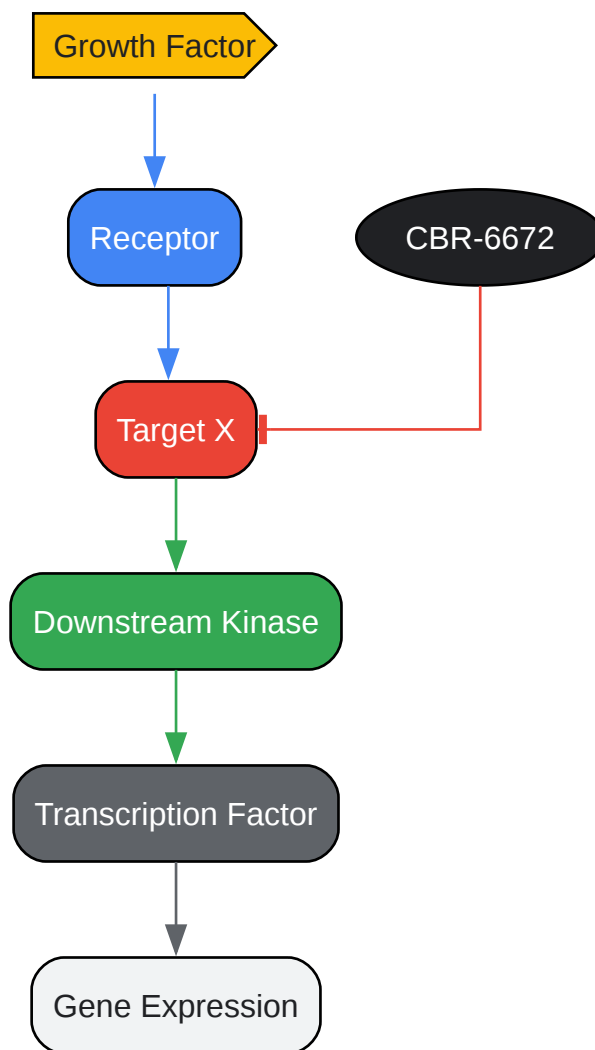 Growth Factor
Receptor
CBR-6672
Target X
Downstream Kinase
Transcription Factor
Gene Expression